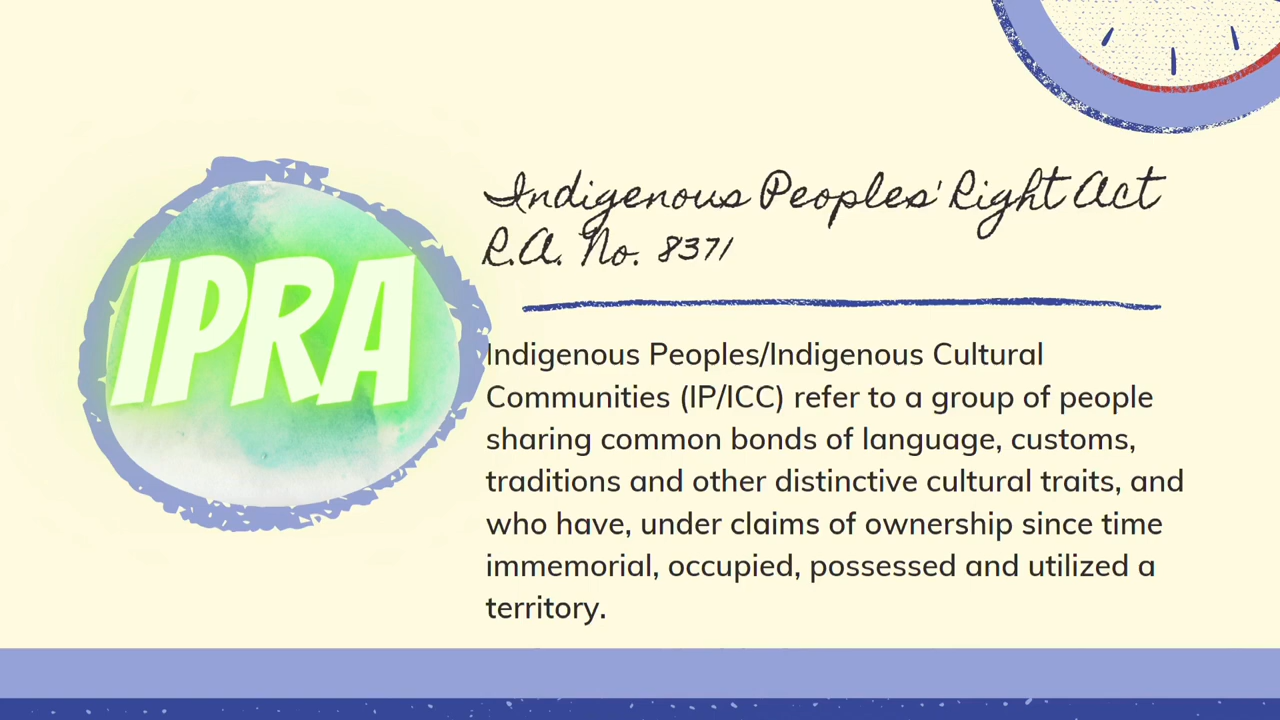 IPRA
Indigenous Peoples' Right Act
R.A. No. 8371
Indigenous Peoples/Indigenous Cultural
Communities (IP/ICC) refer to a group of people
sharing common bonds of language, customs,
traditions and other distinctive cultural traits, and
who have, under claims of ownership since time
immemorial, occupied, possessed and utilized a
territory.